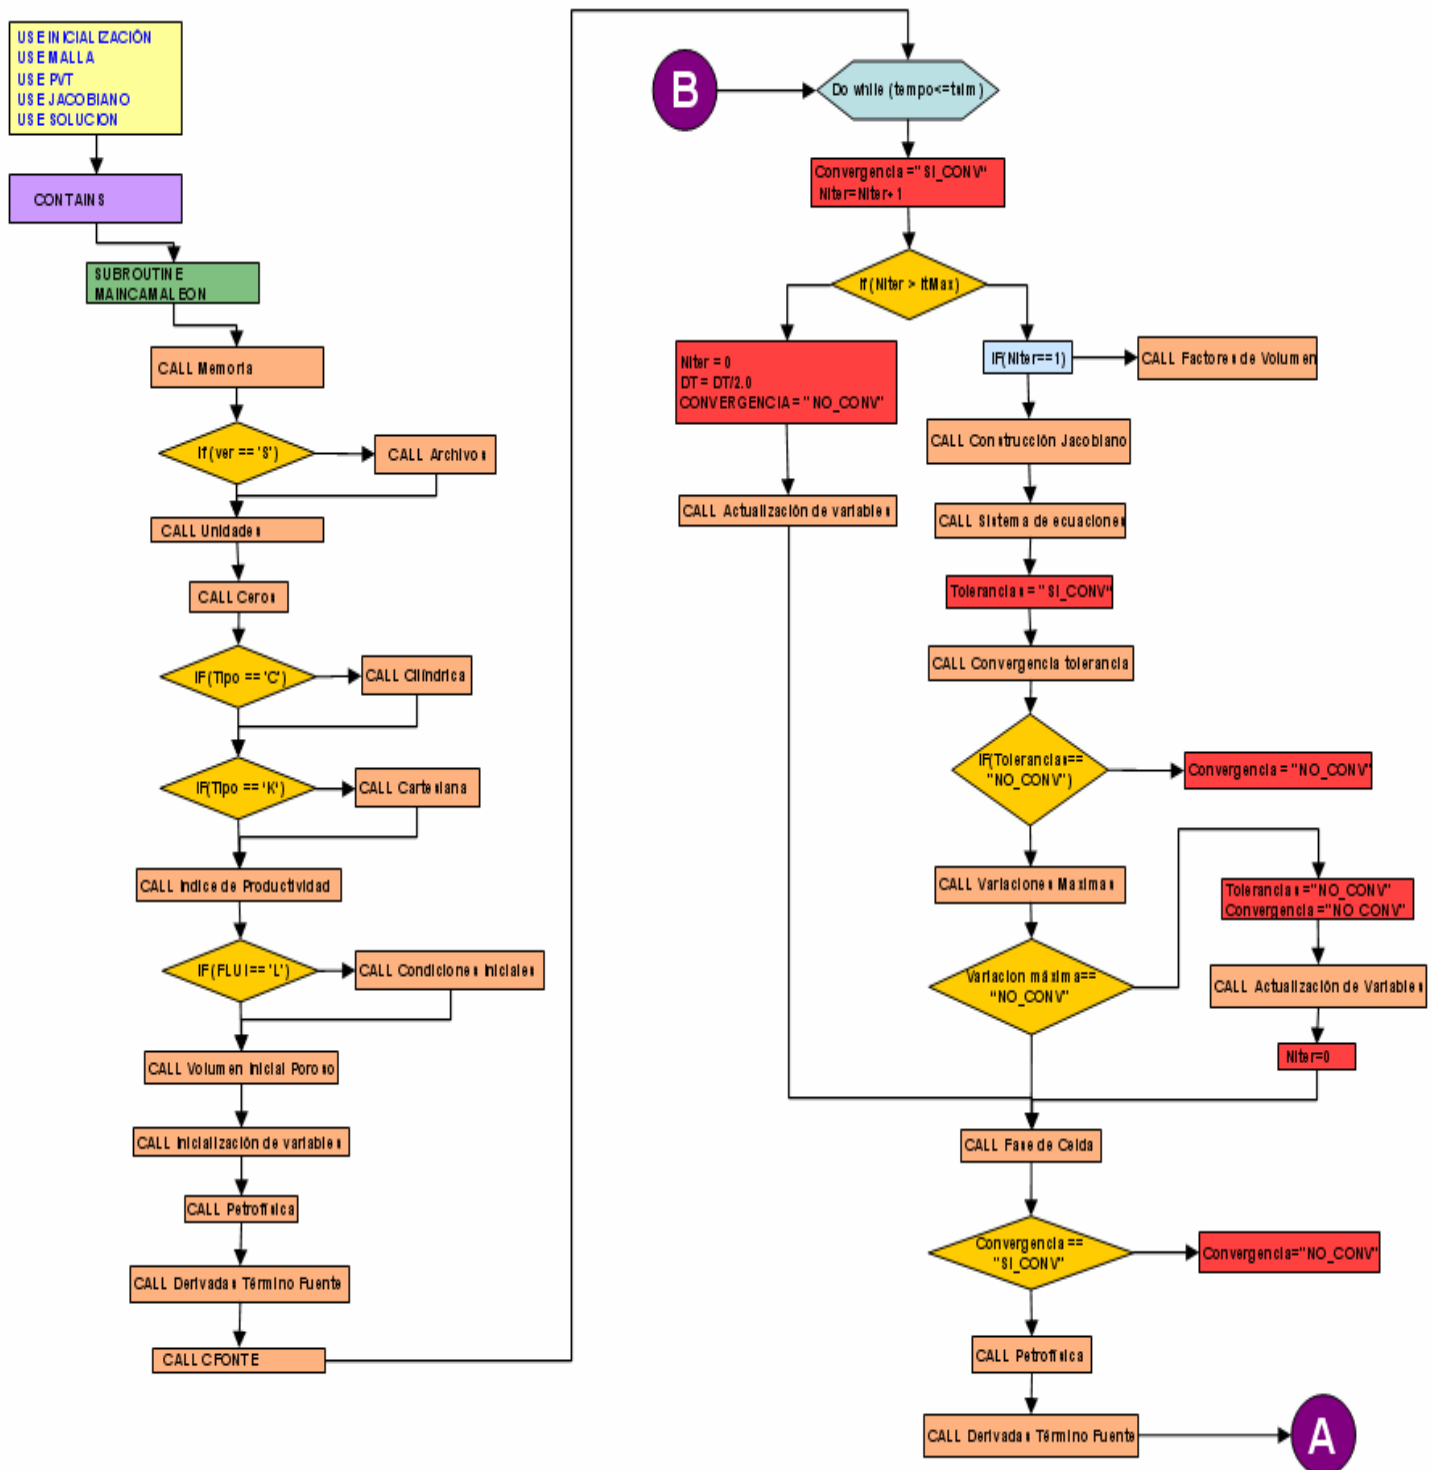 USE INICIALIZACIÓN
USE MALLA
USE PVT
USE JACOBIANO
USE SOLUCION
CONTAINS
SUBROUTINE
MAINCAMALEON
CALL Memoria
If (ver == 'S')
CALL Archivos
CALL Unidades
CALL Ceros
IF(Tipo == 'C')
CALL Cilíndrica
IF(Tipo == 'K')
CALL Cartesiana
CALL Indice de Productividad
IF(FLUI== 'L')
CALL Condiciones Iniciales
CALL Volumen Inicial Poroso
CALL Inicialización de variables
CALL Petrofísica
CALL Derivadas Término Fuente
CALL CFONTE
B
Do while (tempo<=tsim )
Convergencia ="SI_CONV"
Niter=Niter+ 1
If (Niter > ItMax)
Niter = 0
DT = DT/2.0
CONVERGENCIA = "NO_CONV"
CALL Actualización de variables
IF(Niter==1)
CALL Factores de Volumen
CALL Construcción Jacobiano
CALL Sistema de ecuaciones
Tolerancias = "SI_CONV"
CALL Convergencia tolerancia
IF(Tolerancias==
"NO_CONV")
Convergencia = "NO_CONV"
CALL Variaciones Maximas
Variacion máxima==
"NO_CONV"
Tolerancias ="NO_CONV"
Convergencia ="NO CONV"
CALL Actualización de Variables
Niter=0
CALL Fase de Celda
Convergencia ==
"SI_CONV"
Convergencia="NO_CONV"
CALL Petrofísica
CALL Derivadas Término Fuente
A